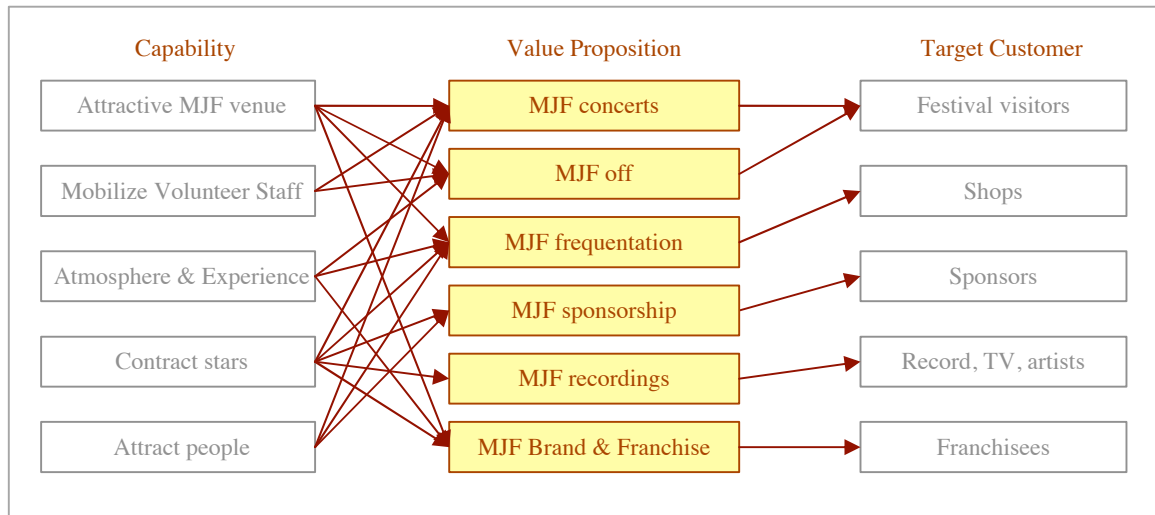 Capability
Value Proposition
Target Customer
Attractive MJF venue
MJF concerts
Festival visitors
Mobilize Volunteer Staff
MJF off
Shops
Atmosphere & Experience
MJF frequentation
Sponsors
Contract stars
MJF sponsorship
Record, TV, artists
MJF recordings
Attract people
MJF Brand & Franchise
Franchisees